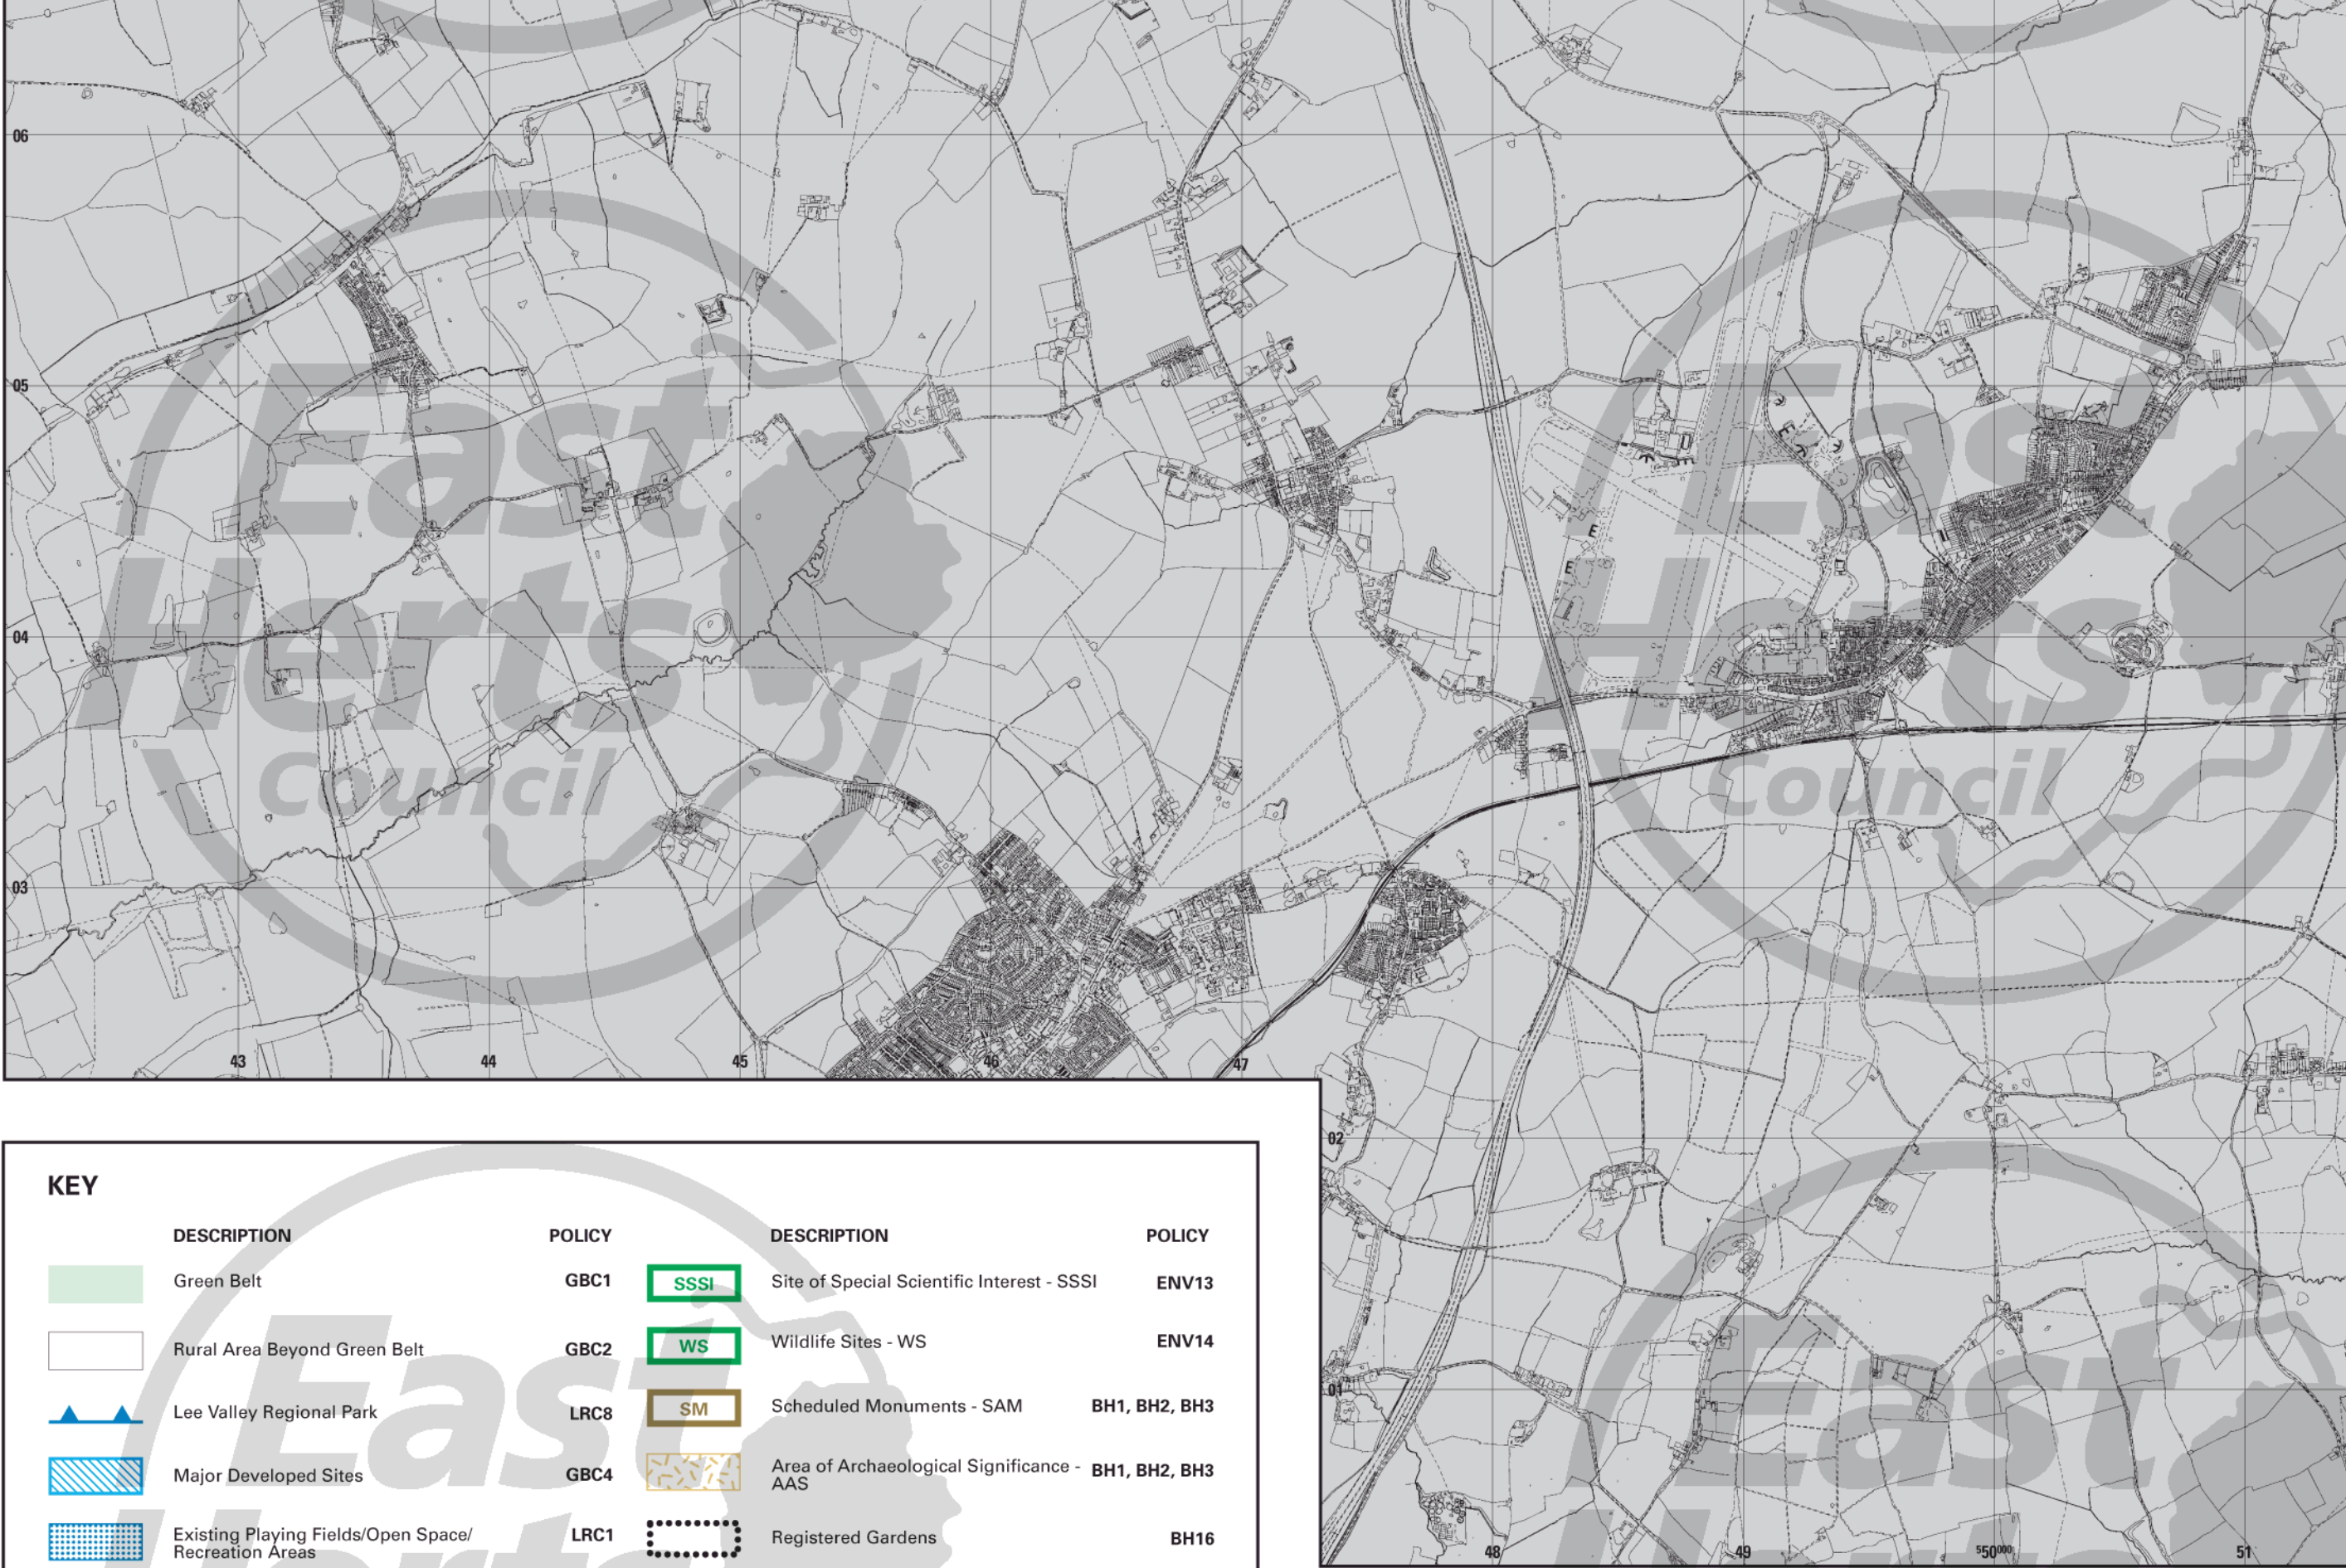 06
05
04
03
43
44
45
46
47
02
01
48
49
550000
51
E
E
E
East
Herts
Council
East
Herts
Council
East
Herts
KEY
DESCRIPTION
POLICY
DESCRIPTION
POLICY
Green Belt
GBC1
SSSI
Site of Special Scientific Interest - SSSI
ENV13
Rural Area Beyond Green Belt
GBC2
WS
Wildlife Sites - WS
ENV14
Lee Valley Regional Park
LRC8
SM
Scheduled Monuments - SAM
BH1, BH2, BH3
Major Developed Sites
GBC4
Area of Archaeological Significance -
AAS
BH1, BH2, BH3
Existing Playing Fields/Open Space/
Recreation Areas
LRC1
Registered Gardens
BH16
East